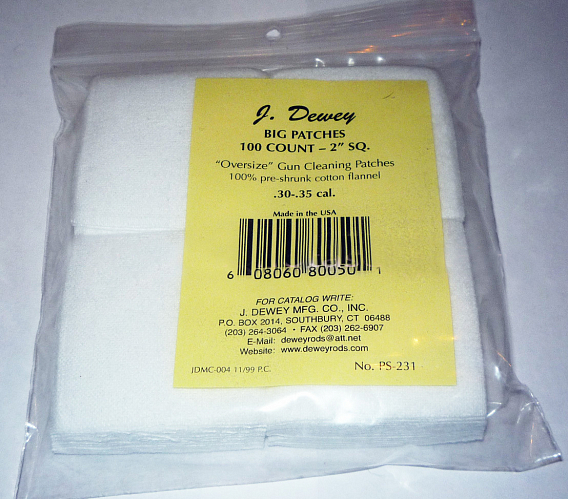 J. Dewey
BIG PATCHES
100 COUNT – 2" SQ.
"Oversize" Gun Cleaning Patches
100% pre-shrunk cotton flannel
.30-.35 cal.
Made in the USA
6 08060 80050 1
FOR CATALOG WRITE:
J. DEWEY MFG. CO., INC.
P.O. BOX 2014, SOUTHBURY, CT 06488
(203) 264-3064 • FAX (203) 262-6907
E-Mail: deweyrods@att.net
Website: www.deweyrods.com
JDMC-004 11/99 P.C. No. PS-231